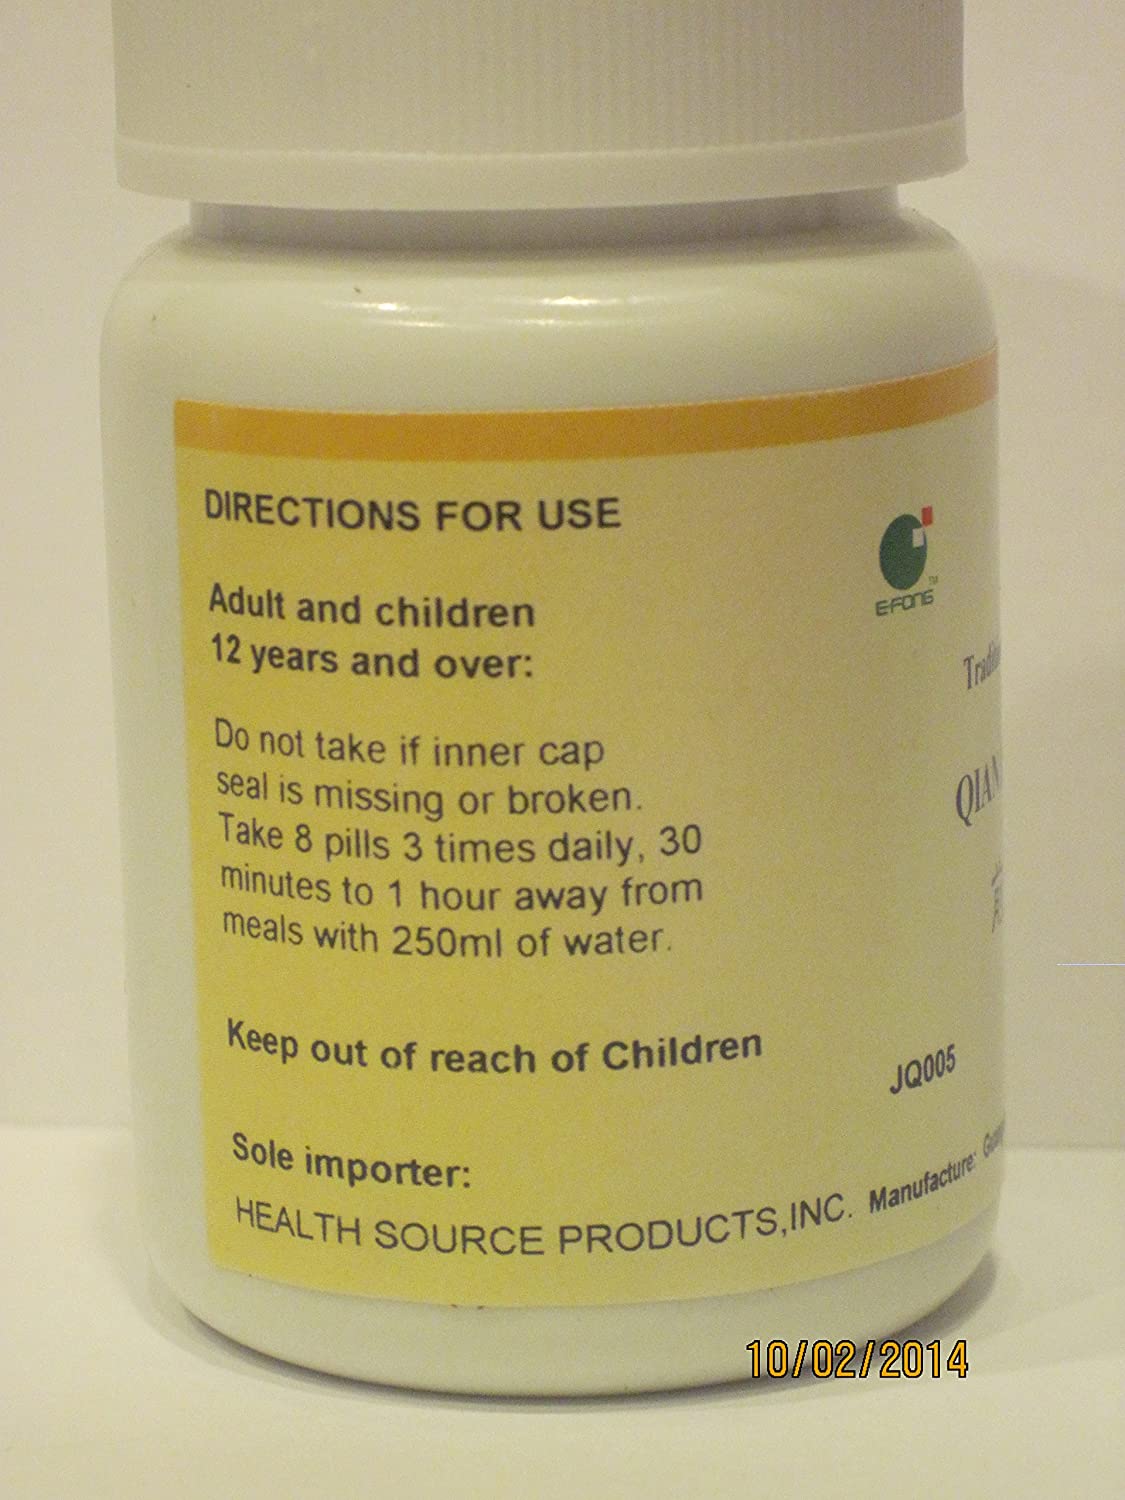 DIRECTIONS FOR USE
Adult and children
12 years and over:
Do not take if inner cap
seal is missing or broken.
Take 8 pills 3 times daily, 30
minutes to 1 hour away from
meals with 250ml of water.
Keep out of reach of Children
Sole importer:
HEALTH SOURCE PRODUCTS,INC.
E-FONG
TM
JQ005
Manufacture:
10/02/2014